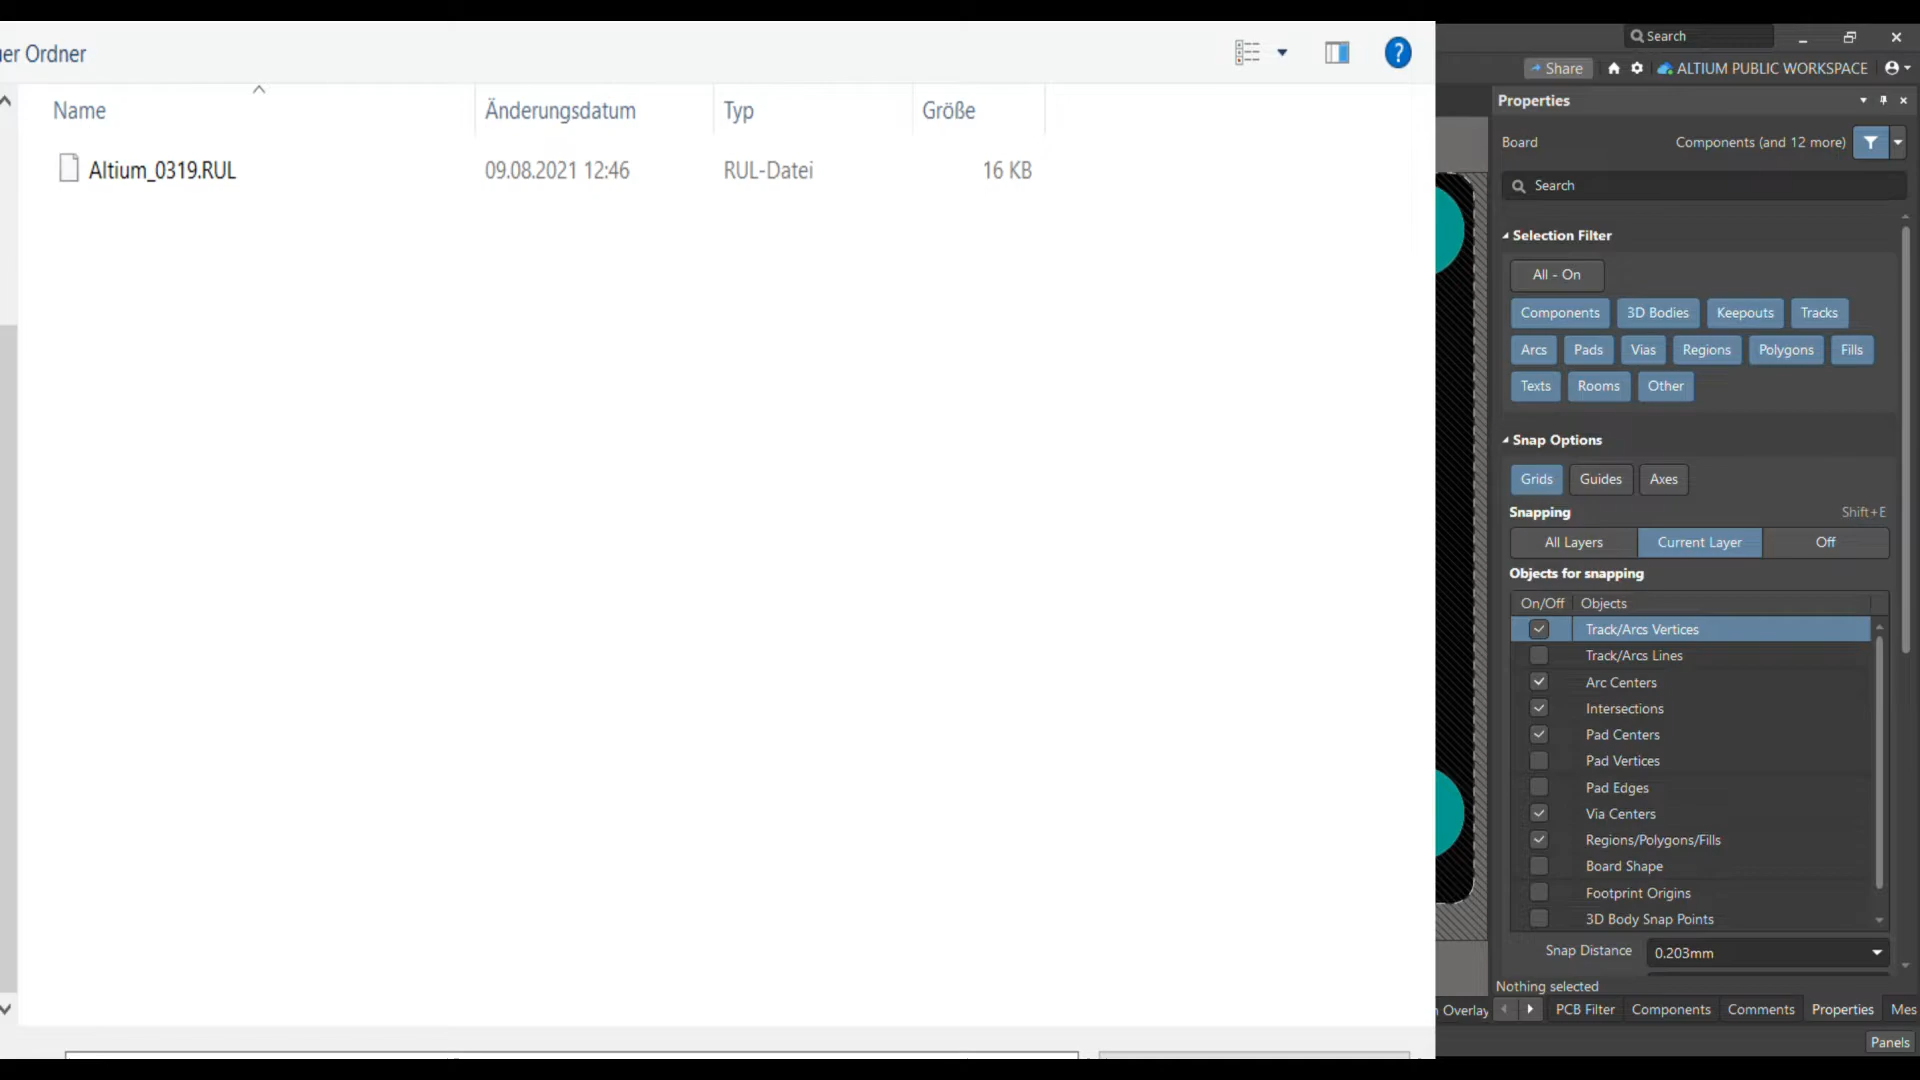 er Ordner
Name
Änderungsdatum
Typ
Größe
Altium_0319.RUL
09.08.2021 12:46
RUL-Datei
16 KB
?
Search
Share
ALTIUM PUBLIC WORKSPACE
Properties
Board
Components (and 12 more)
Search
Selection Filter
All - On
Components
3D Bodies
Keepouts
Tracks
Arcs
Pads
Vias
Regions
Polygons
Fills
Texts
Rooms
Other
Snap Options
Grids
Guides
Axes
Snapping
Shift+E
All Layers
Current Layer
Off
Objects for snapping
On/Off
Objects
Track/Arcs Vertices
Track/Arcs Lines
Arc Centers
Intersections
Pad Centers
Pad Vertices
Pad Edges
Via Centers
Regions/Polygons/Fills
Board Shape
Footprint Origins
3D Body Snap Points
Snap Distance
0.203mm
Nothing selected
Overlay
PCB Filter
Components
Comments
Properties
Mes
Panels